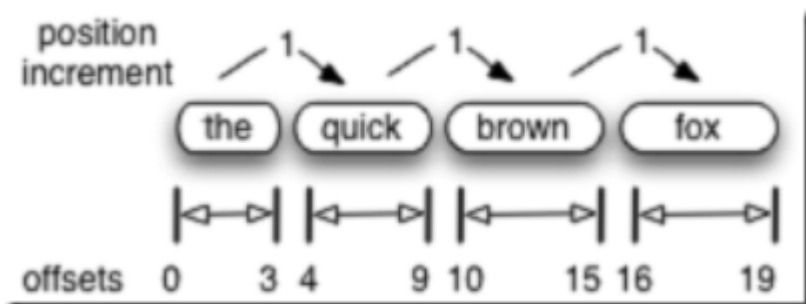 position
increment 1 1 1
the quick brown fox
offsets 0 3 4 9 10 15 16 19